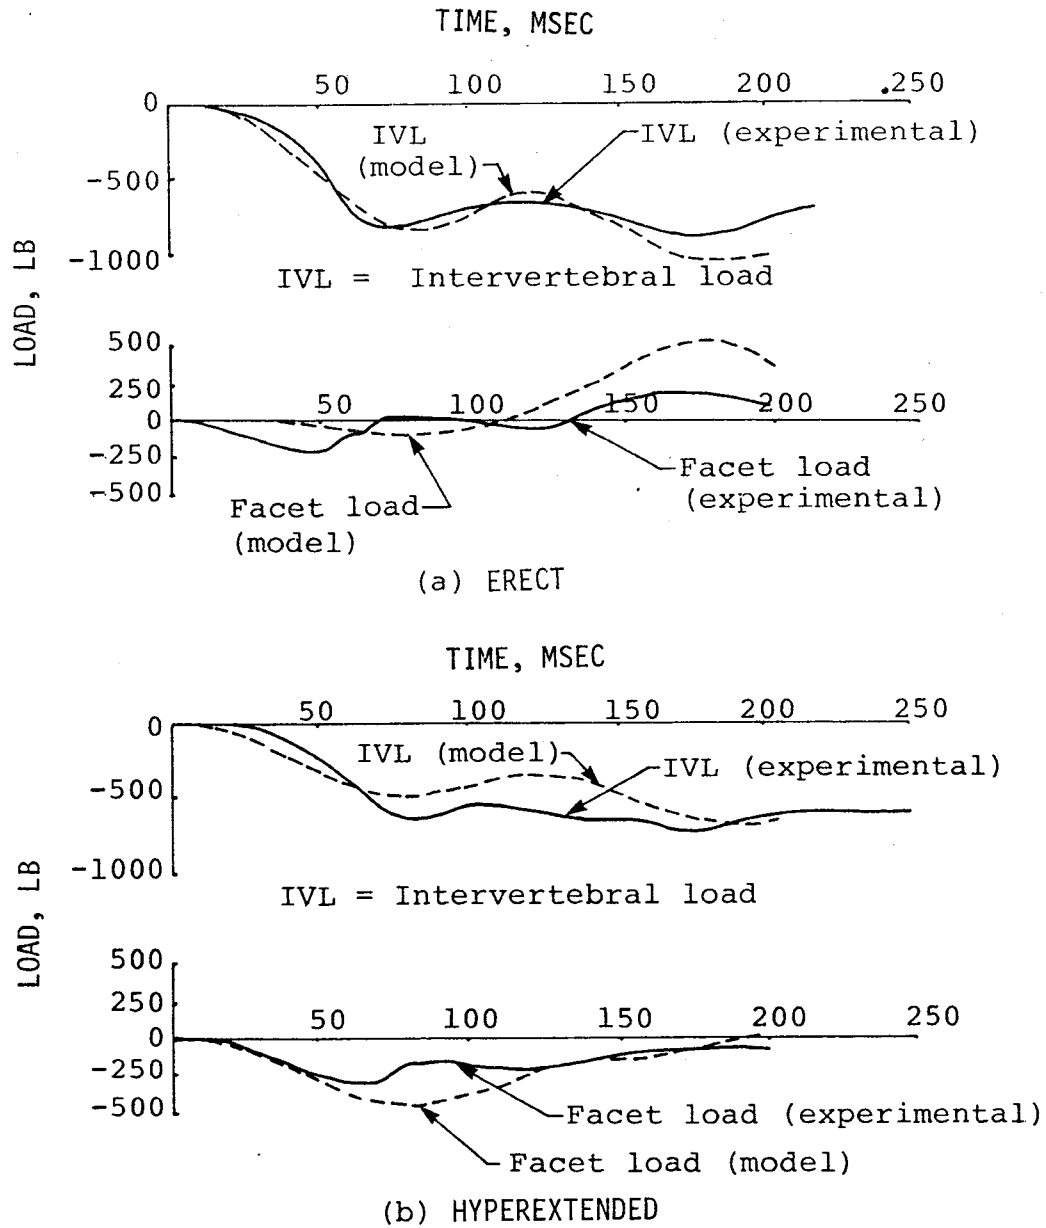 TIME, MSEC
50 100 150 200 250
0
IVL
(model)
IVL (experimental)
-500
-1000
IVL = Intervertebral load
LOAD, LB
500
250
50 100 150 200 250
0
-250
-500
Facet load
(model)
Facet load
(experimental)
(a) ERECT
TIME, MSEC
50 100 150 200 250
0
IVL (model)
IVL (experimental)
-500
-1000
IVL = Intervertebral load
LOAD, LB
500
250
50 100 150 200 250
0
-250
-500
Facet load (experimental)
Facet load (model)
(b) HYPEREXTENDED